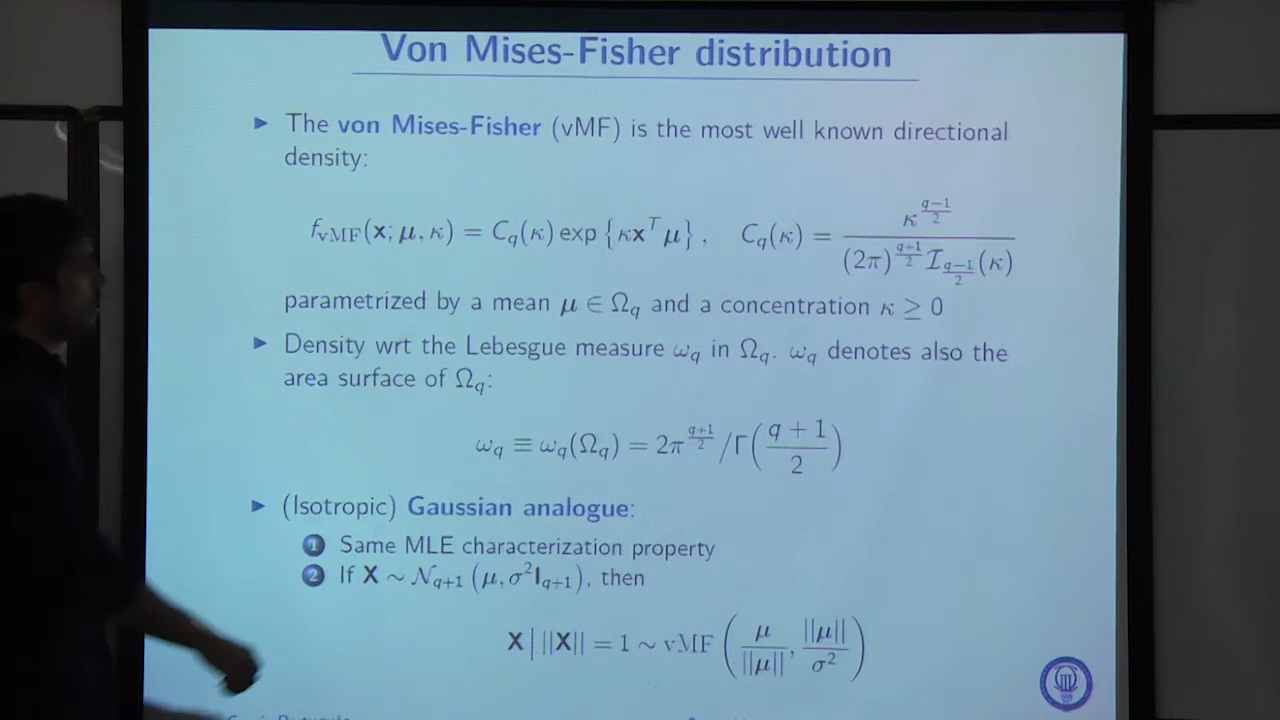 Von Mises-Fisher distribution
► The von Mises-Fisher (vMF) is the most well known directional
density:
f_vMF(x; μ, κ) = C_q(κ) exp {κx^T μ}, C_q(κ) = κ^((q−1)/2) / ((2π)^((q+1)/2) I_((q−1)/2)(κ))
parametrized by a mean μ ∈ Ω_q and a concentration κ ≥ 0
► Density wrt the Lebesgue measure ω_q in Ω_q. ω_q denotes also the
area surface of Ω_q:
ω_q ≡ ω_q(Ω_q) = 2π^((q+1)/2) / Γ((q + 1)/2)
► (Isotropic) Gaussian analogue:
1 Same MLE characterization property
2 If X ~ N_(q+1) (μ, σ²I_(q+1)), then
X | ||X|| = 1 ~ vMF (μ/||μ||, ||μ||/σ²)